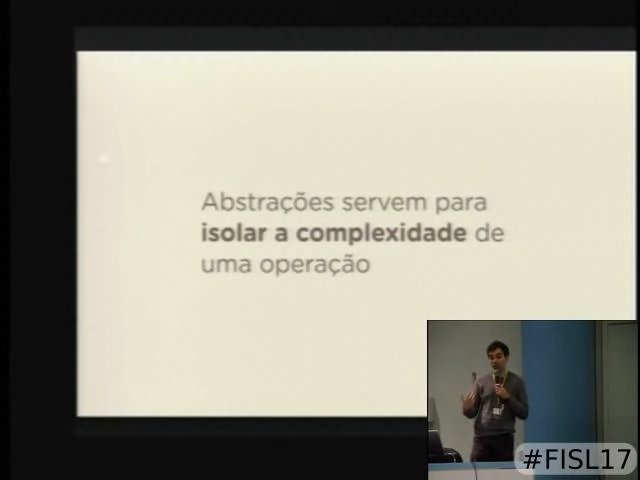 Abstrações servem para
isolar a complexidade de
uma operação
#FISL17